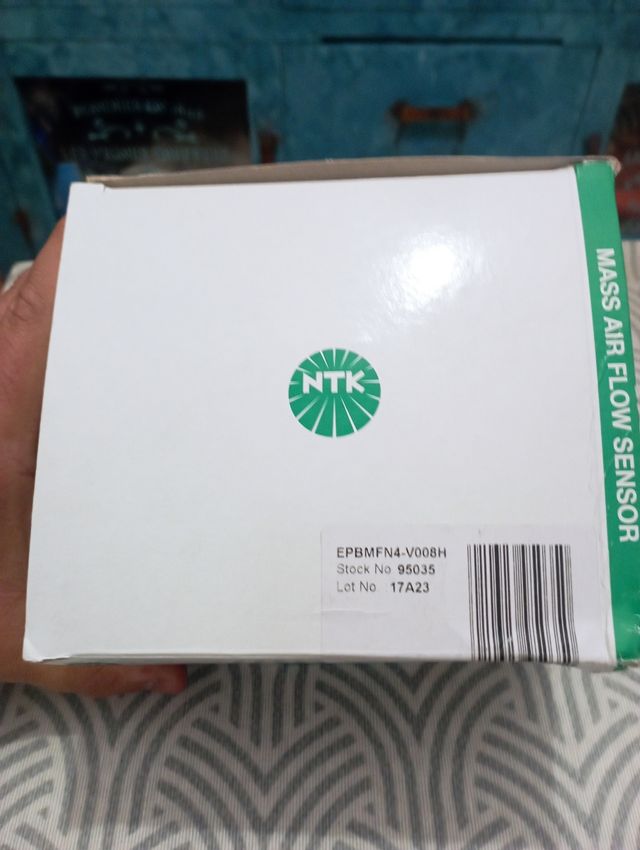 NTK
MASS AIR FLOW SENSOR
EPBMFN4-V008H
Stock No 95035
Lot No 17A23